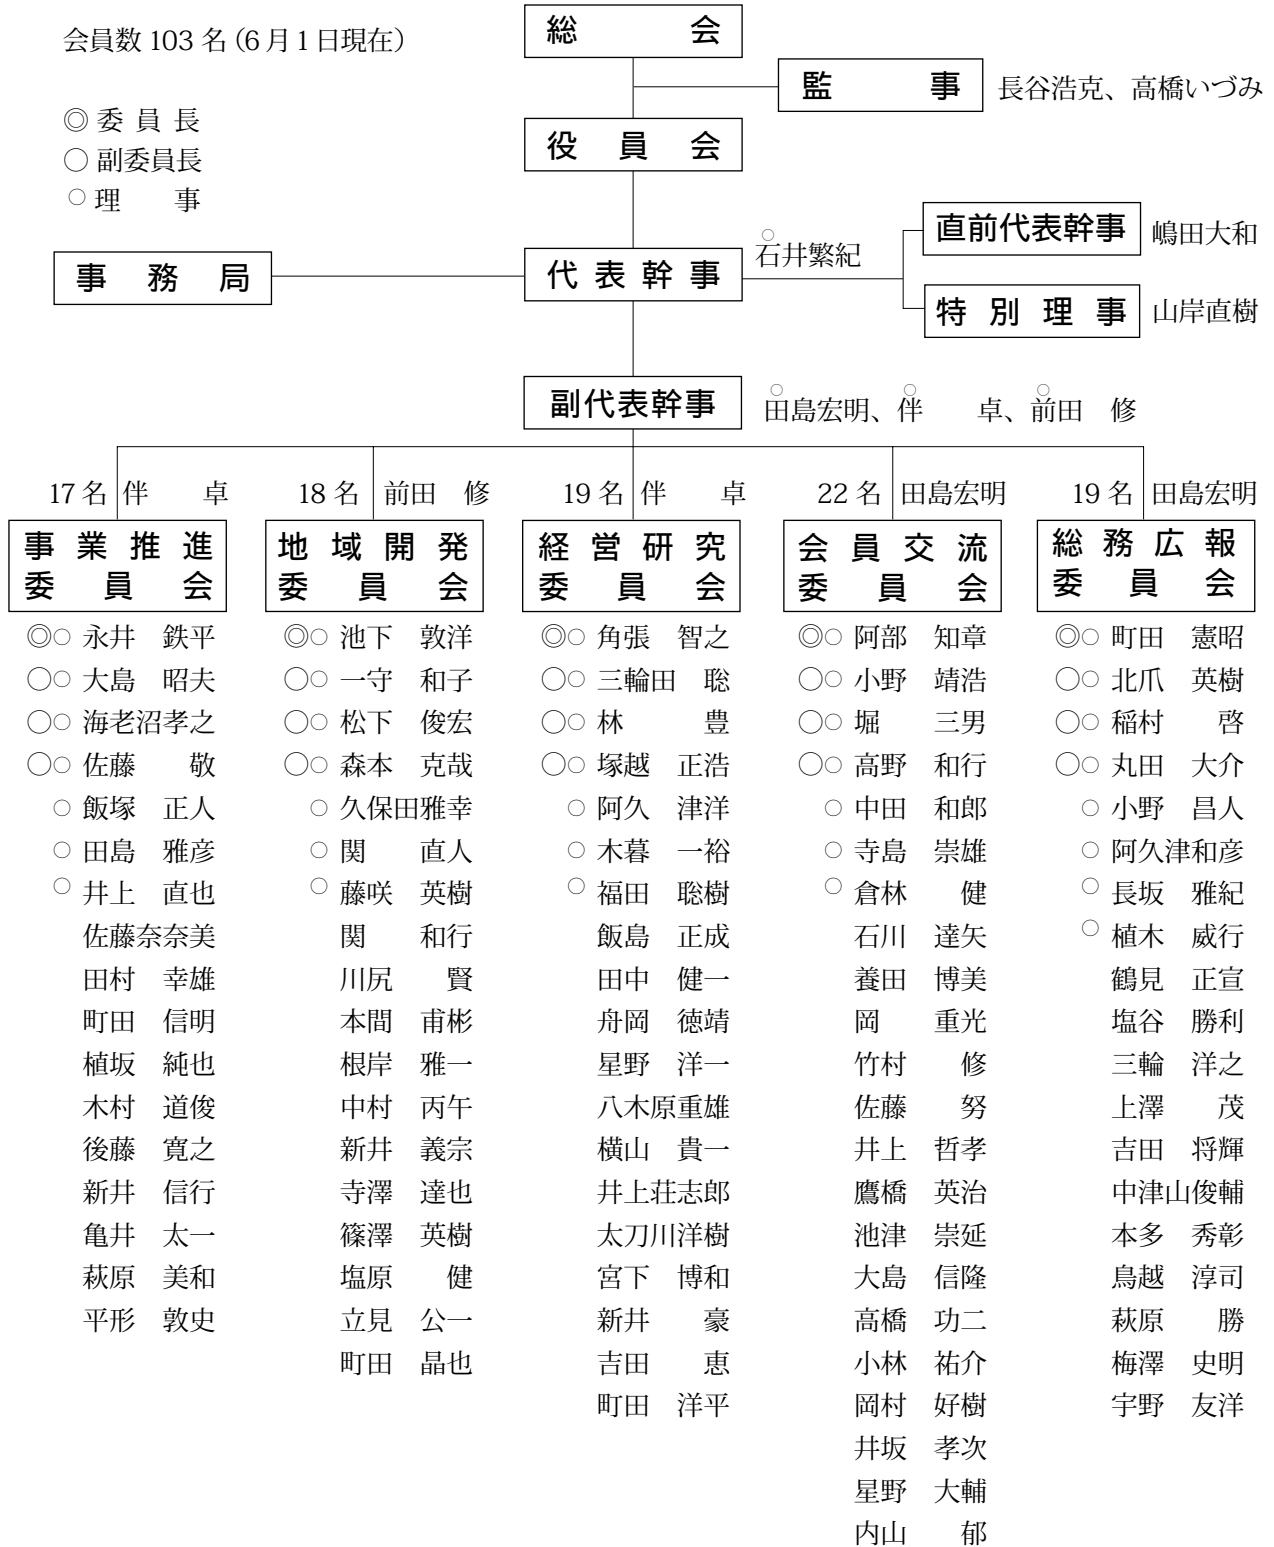 会員数 103 名 (6 月 1 日現在)
◎ 委 員 長
◯ 副委員長
○ 理　　事
総　　会
監　　事
長谷浩克、高橋いづみ
役 員 会
直前代表幹事
嶋田大和
○
石井繁紀
事 務 局
代 表 幹 事
特 別 理 事
山岸直樹
副代表幹事
○ ○ ○
田島宏明、伴　　卓、前田　修
17 名 伴　　卓
事 業 推 進
委 員 会
◎○ 永井　鉄平
◯○ 大島　昭夫
◯○ 海老沼孝之
◯○ 佐藤　　敬
○ 飯塚　正人
○ 田島　雅彦
○ 井上　直也
佐藤奈奈美
田村　幸雄
町田　信明
植坂　純也
木村　道俊
後藤　寛之
新井　信行
亀井　太一
萩原　美和
平形　敦史
18 名 前田　修
地 域 開 発
委 員 会
◎○ 池下　敦洋
◯○ 一守　和子
◯○ 松下　俊宏
◯○ 森本　克哉
○ 久保田雅幸
○ 関　　直人
○ 藤咲　英樹
関　　和行
川尻　　賢
本間　甫彬
根岸　雅一
中村　丙午
新井　義宗
寺澤　達也
篠澤　英樹
塩原　　健
立見　公一
町田　晶也
19 名 伴　　卓
経 営 研 究
委 員 会
◎○ 角張　智之
◯○ 三輪田　聡
◯○ 林　　　豊
◯○ 塚越　正浩
○ 阿久　津洋
○ 木暮　一裕
○ 福田　聡樹
飯島　正成
田中　健一
舟岡　徳靖
星野　洋一
八木原重雄
横山　貴一
井上荘志郎
太刀川洋樹
宮下　博和
新井　　豪
吉田　　恵
町田　洋平
22 名 田島宏明
会 員 交 流
委 員 会
◎○ 阿部　知章
◯○ 小野　靖浩
◯○ 堀　　三男
◯○ 高野　和行
○ 中田　和郎
○ 寺島　崇雄
○ 倉林　　健
石川　達矢
養田　博美
岡　　重光
竹村　　修
佐藤　　努
井上　哲孝
鷹橋　英治
池津　崇延
大島　信隆
高橋　功二
小林　祐介
岡村　好樹
井坂　孝次
星野　大輔
内山　　郁
19 名 田島宏明
総 務 広 報
委 員 会
◎○ 町田　憲昭
◯○ 北爪　英樹
◯○ 稲村　　啓
◯○ 丸田　大介
○ 小野　昌人
○ 阿久津和彦
○ 長坂　雅紀
○ 植木　威行
鶴見　正宣
塩谷　勝利
三輪　洋之
上澤　　茂
吉田　将輝
中津山俊輔
本多　秀彰
鳥越　淳司
萩原　　勝
梅澤　史明
宇野　友洋